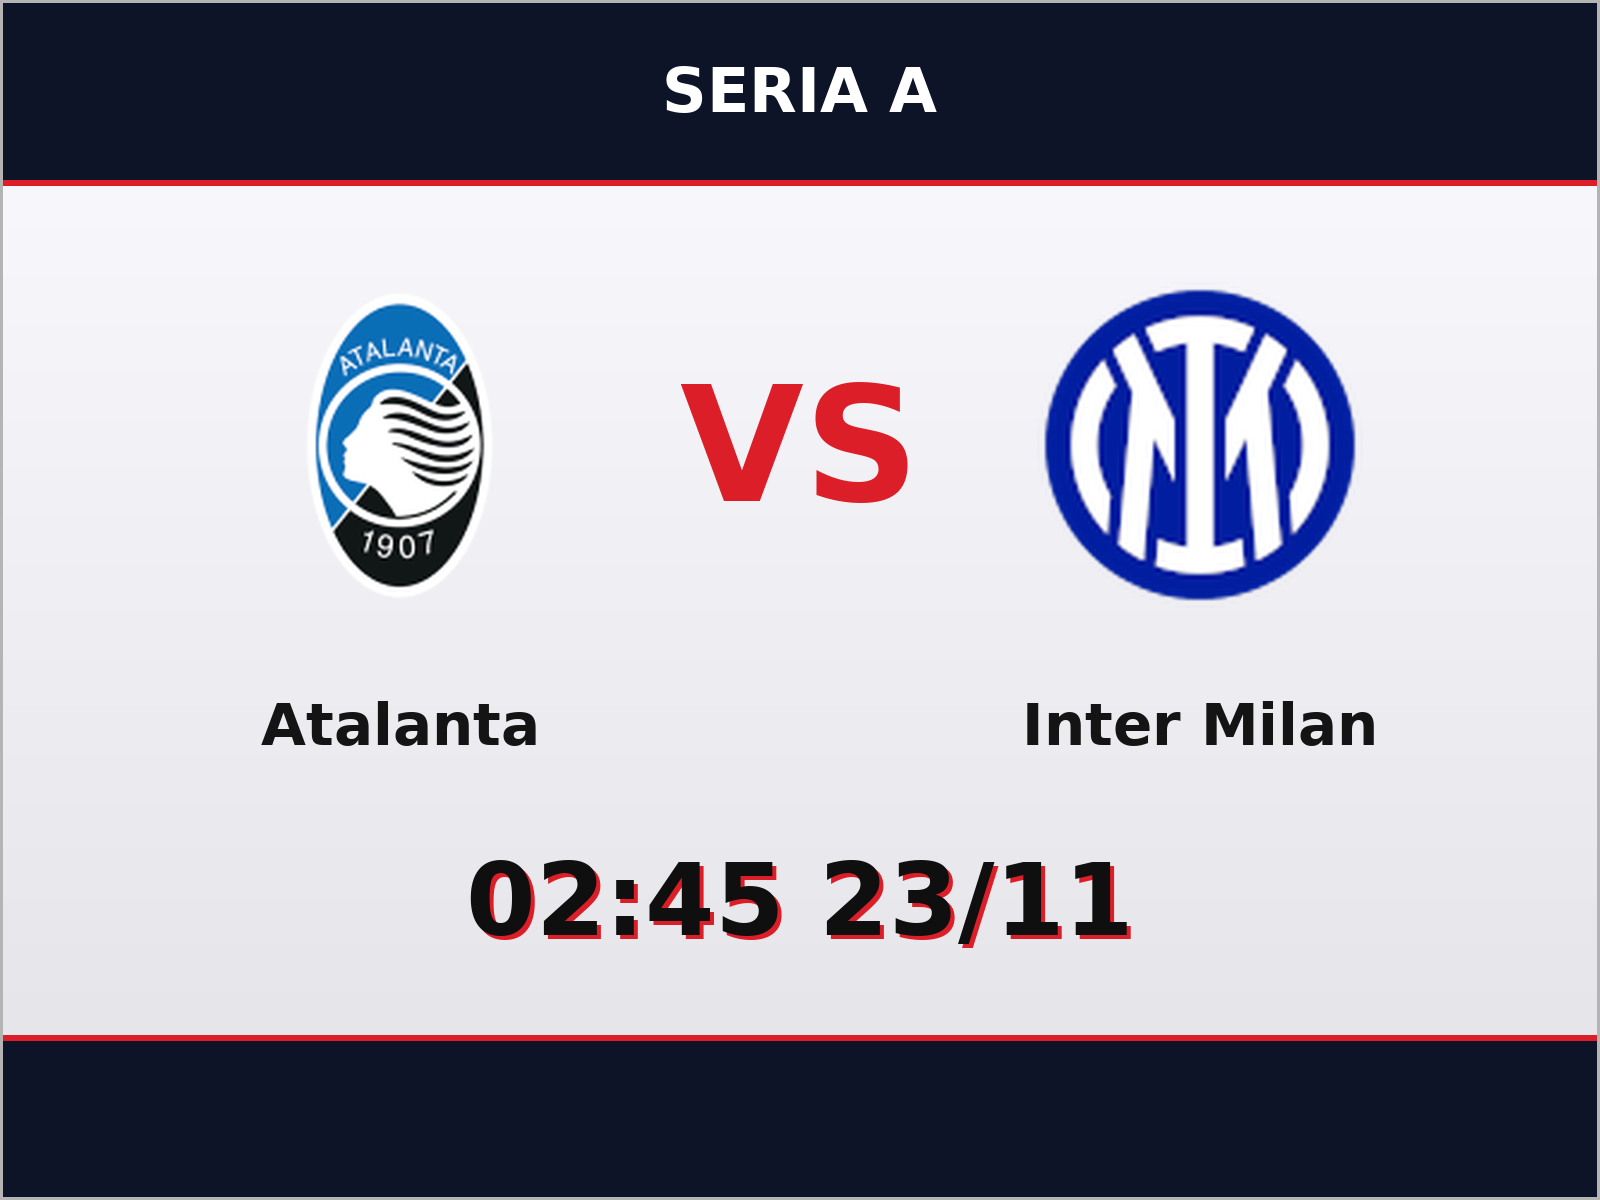 SERIA A
ATALANTA
1907
VS
Atalanta
Inter Milan
02:45 23/11